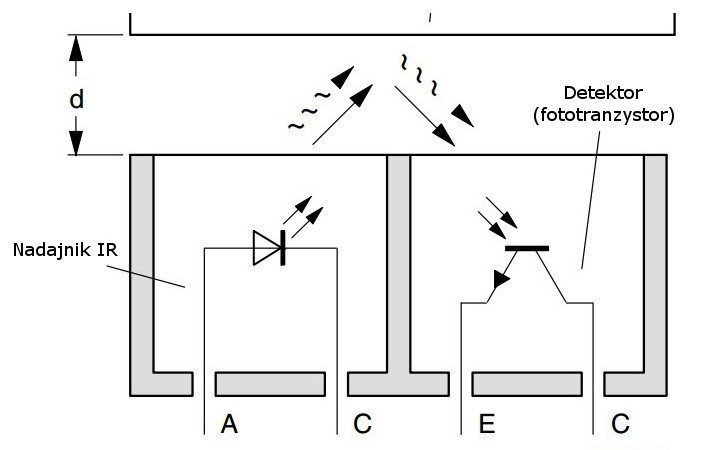 d
Detektor
(fototranzystor)
Nadajnik IR
A
C
E
C